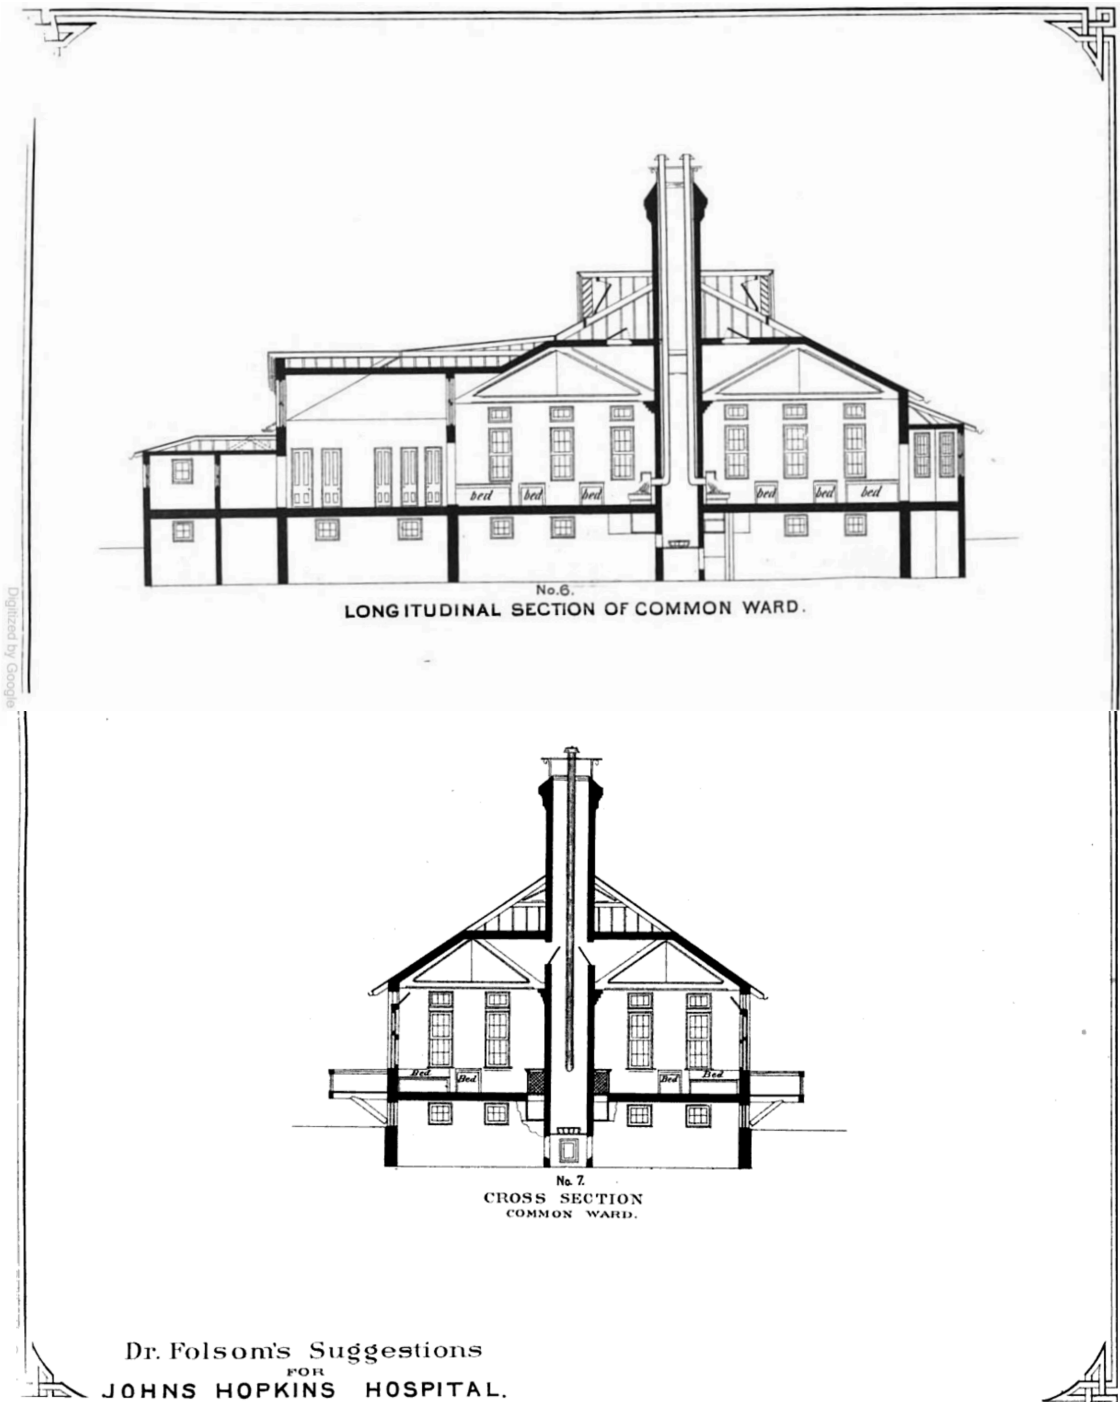 bed bed bed bed bed bed
No.6.
LONGITUDINAL SECTION OF COMMON WARD.
Digitized by Google
Bed Bed Bed Bed
No. 7.
CROSS SECTION
COMMON WARD.
Dr. Folsom's Suggestions
FOR
JOHNS HOPKINS HOSPITAL.